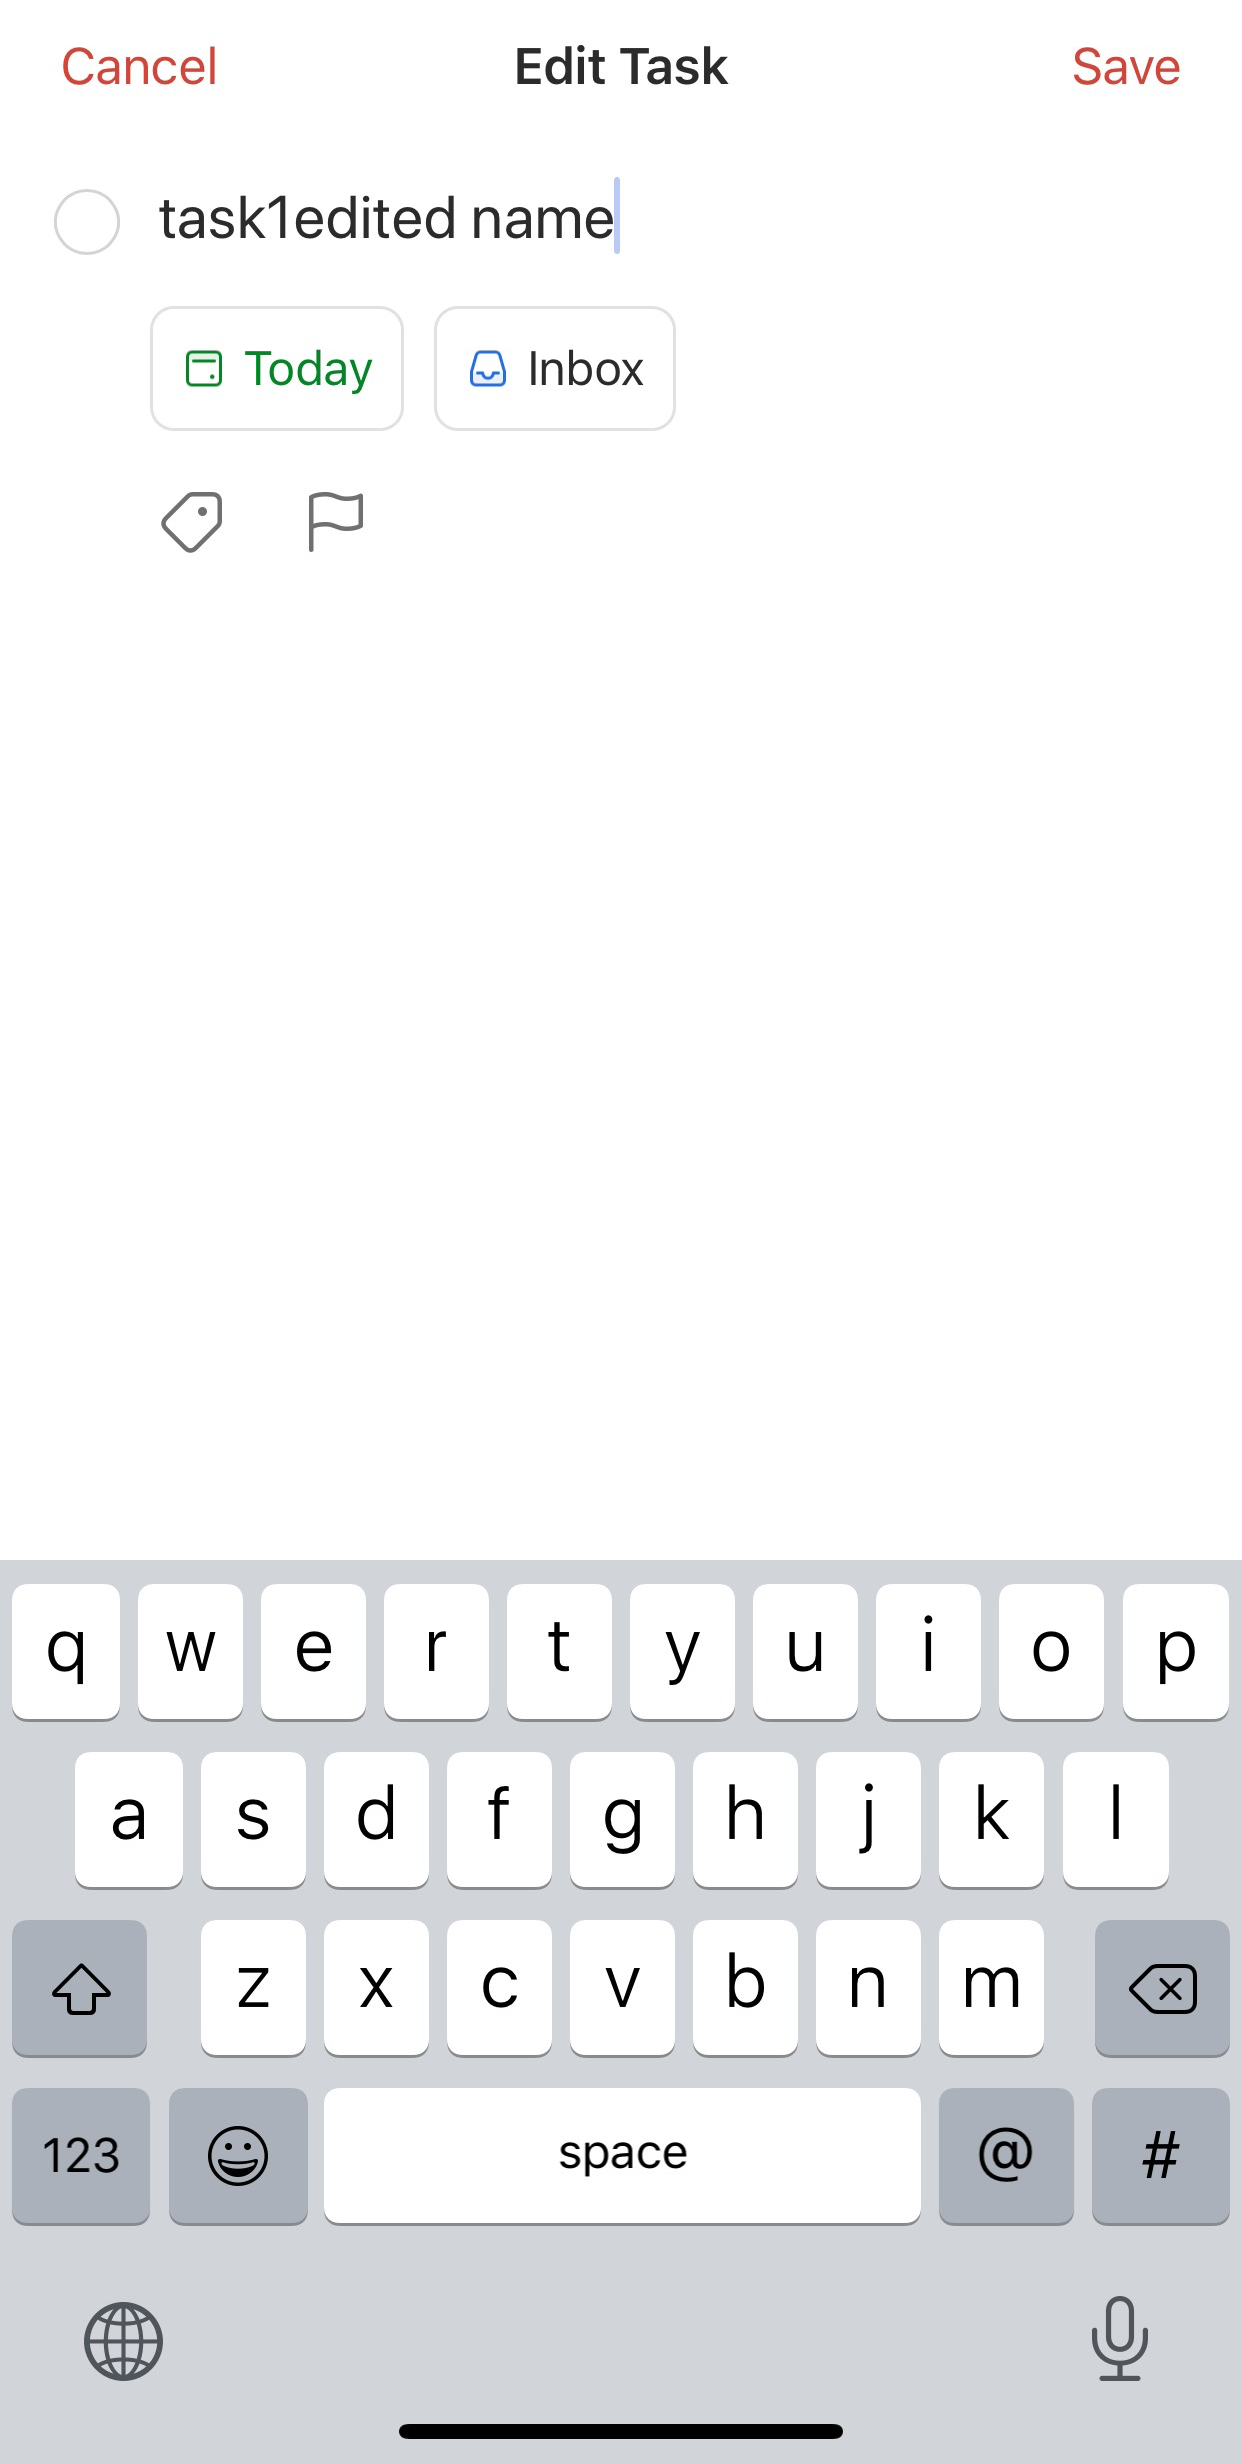 Cancel Edit Task Save
task1edited name
Today Inbox
q w e r t y u i o p
a s d f g h j k l
z x c v b n m
123 space @ #